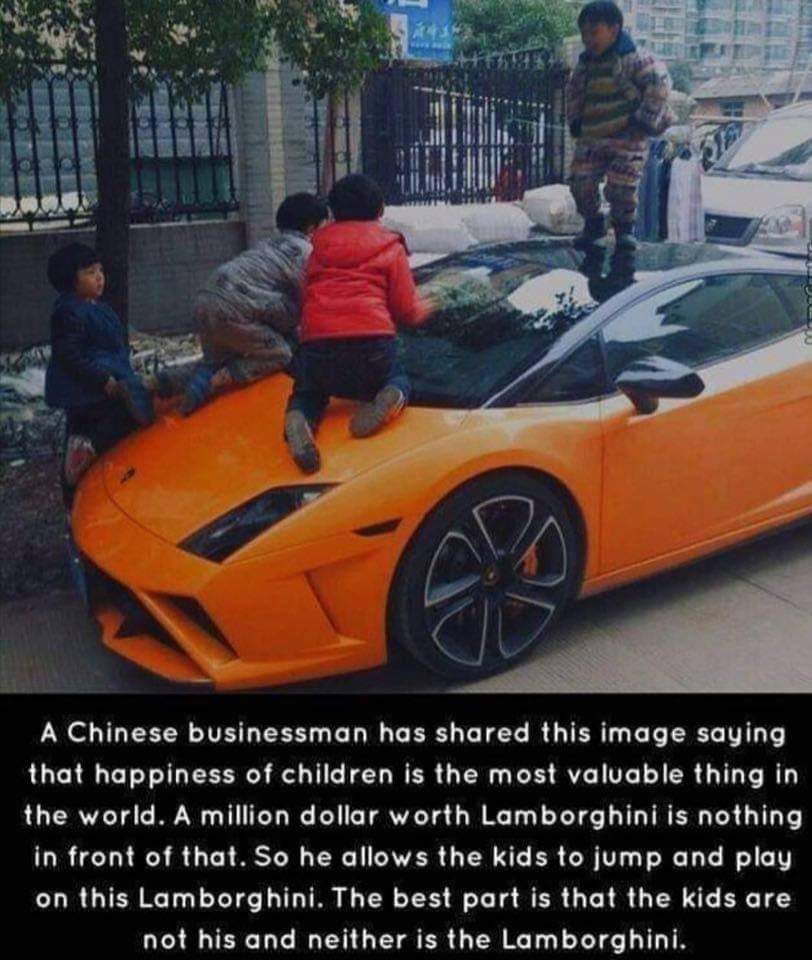 A Chinese businessman has shared this image saying
that happiness of children is the most valuable thing in
the world. A million dollar worth Lamborghini is nothing
in front of that. So he allows the kids to jump and play
on this Lamborghini. The best part is that the kids are
not his and neither is the Lamborghini.